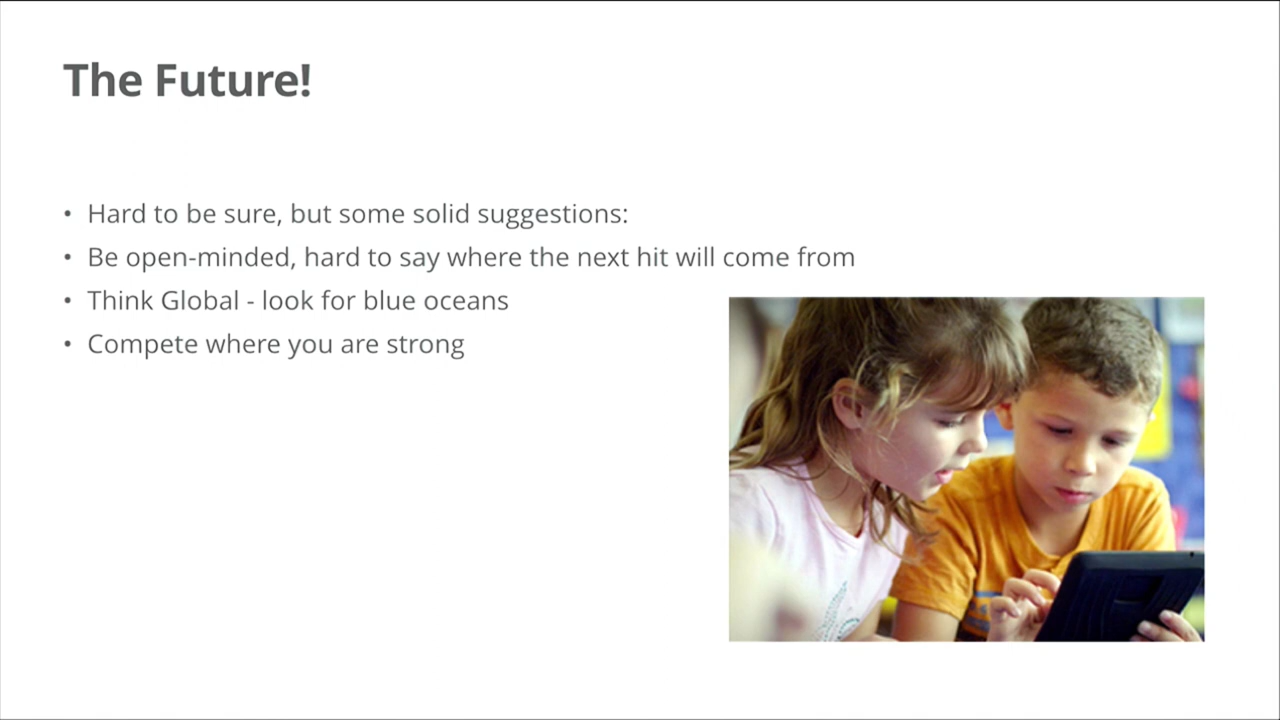 The Future!
• Hard to be sure, but some solid suggestions:
• Be open-minded, hard to say where the next hit will come from
• Think Global - look for blue oceans
• Compete where you are strong